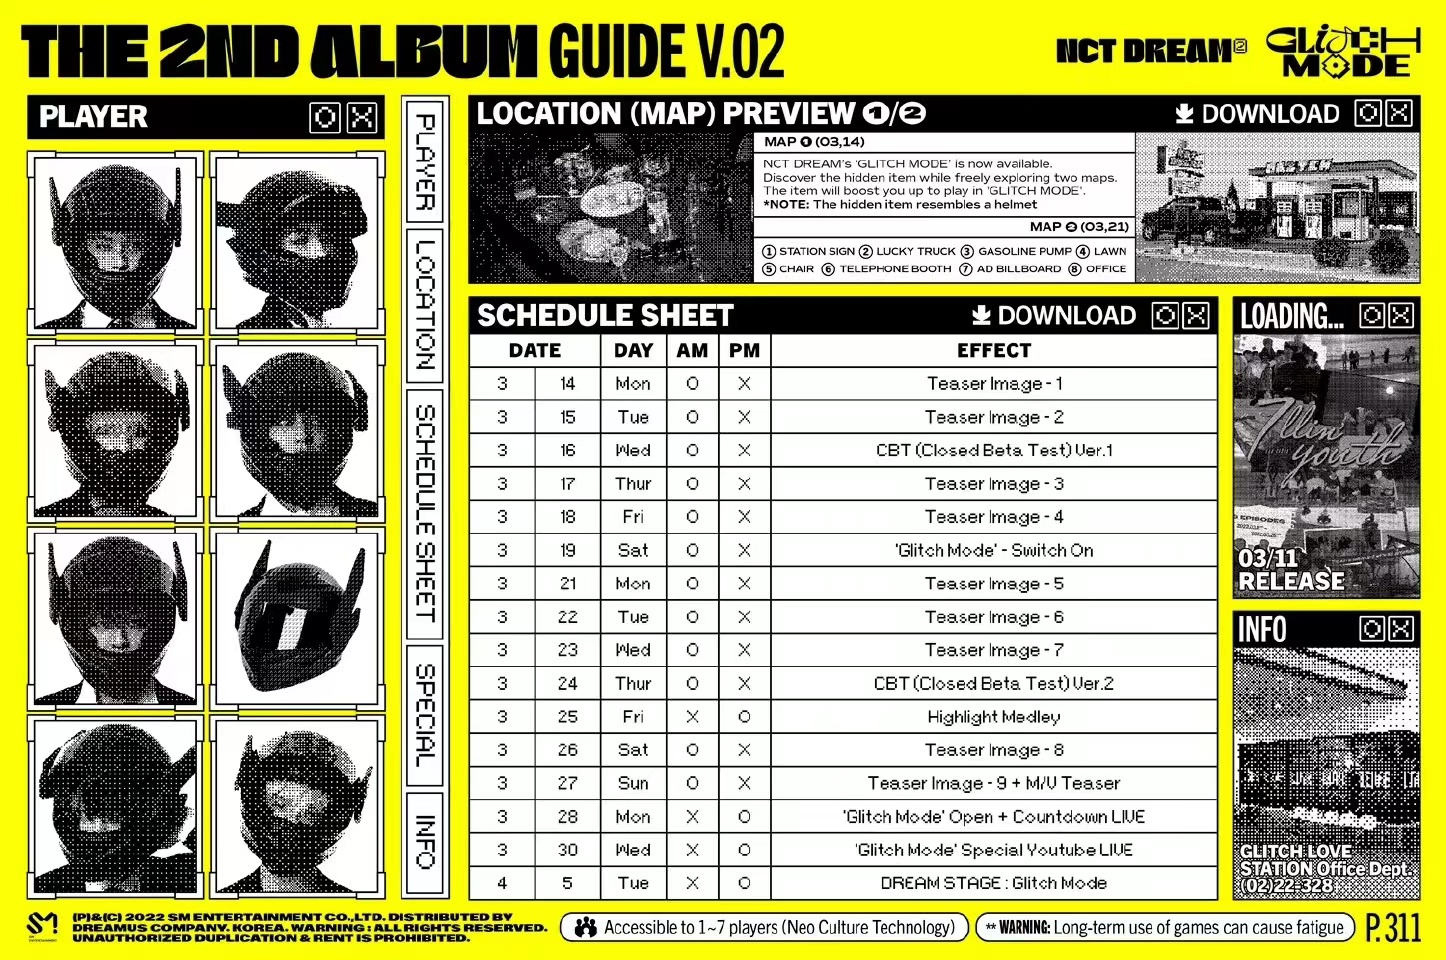 THE 2ND ALBUM GUIDE V.02
NCT DREAM
GLITCH
MODE
PLAYER O X
PLAYER
LOCATION
SCHEDULE SHEET
SPECIAL
INFO
LOCATION (MAP) PREVIEW 1/2 DOWNLOAD O X
MAP 1 (03,14)
NCT DREAM's 'GLITCH MODE' is now available.
Discover the hidden item while freely exploring two maps.
The item will boost you up to play in 'GLITCH MODE'.
*NOTE: The hidden item resembles a helmet
MAP 2 (03,21)
① STATION SIGN ② LUCKY TRUCK ③ GASOLINE PUMP ④ LAWN
⑤ CHAIR ⑥ TELEPHONE BOOTH ⑦ AD BILLBOARD ⑧ OFFICE
SCHEDULE SHEET DOWNLOAD O X
DATE DAY AM PM EFFECT
3 14 Mon O X Teaser Image - 1
3 15 Tue O X Teaser Image - 2
3 16 Wed O X CBT (Closed Beta Test) Ver.1
3 17 Thur O X Teaser Image - 3
3 18 Fri O X Teaser Image - 4
3 19 Sat O X 'Glitch Mode' - Switch On
3 21 Mon O X Teaser Image - 5
3 22 Tue O X Teaser Image - 6
3 23 Wed O X Teaser Image - 7
3 24 Thur O X CBT (Closed Beta Test) Ver.2
3 25 Fri X O Highlight Medley
3 26 Sat O X Teaser Image - 8
3 27 Sun O X Teaser Image - 9 + M/V Teaser
3 28 Mon X O 'Glitch Mode' Open + Countdown LIVE
3 30 Wed X O 'Glitch Mode' Special Youtube LIVE
4 5 Tue X O DREAM STAGE : Glitch Mode
LOADING... O X
Illin'
youth
EPISODES
03/11
RELEASE
INFO O X
GLITCH LOVE
STATION Office Dept.
(02)22-328
SM
(P)&(C) 2022 SM ENTERTAINMENT CO.,LTD. DISTRIBUTED BY
DREAMUS COMPANY. KOREA. WARNING : ALL RIGHTS RESERVED.
UNAUTHORIZED DUPLICATION & RENT IS PROHIBITED.
Accessible to 1~7 players (Neo Culture Technology)
** WARNING: Long-term use of games can cause fatigue
P.311